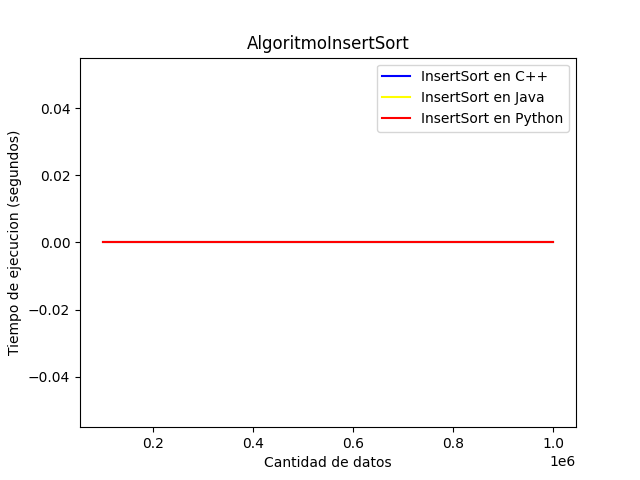 AlgoritmoInsertSort
InsertSort en C++
InsertSort en Java
InsertSort en Python
Tiempo de ejecucion (segundos)
0.04
0.02
0.00
−0.02
−0.04
0.2 0.4 0.6 0.8 1.0
1e6
Cantidad de datos